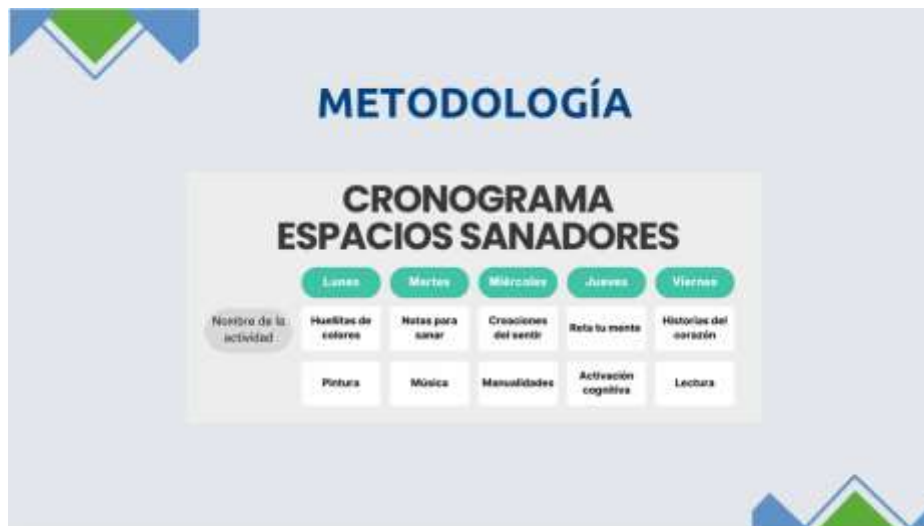 METODOLOGÍA
CRONOGRAMA
ESPACIOS SANADORES
Lunes Martes Miércoles Jueves Viernes
Nombre de la
actividad
Huellitas de
colores
Notas para
sanar
Creaciones
del sentir
Reta tu mente
Historias del
corazón
Pintura
Música
Manualidades
Activación
cognitiva
Lectura